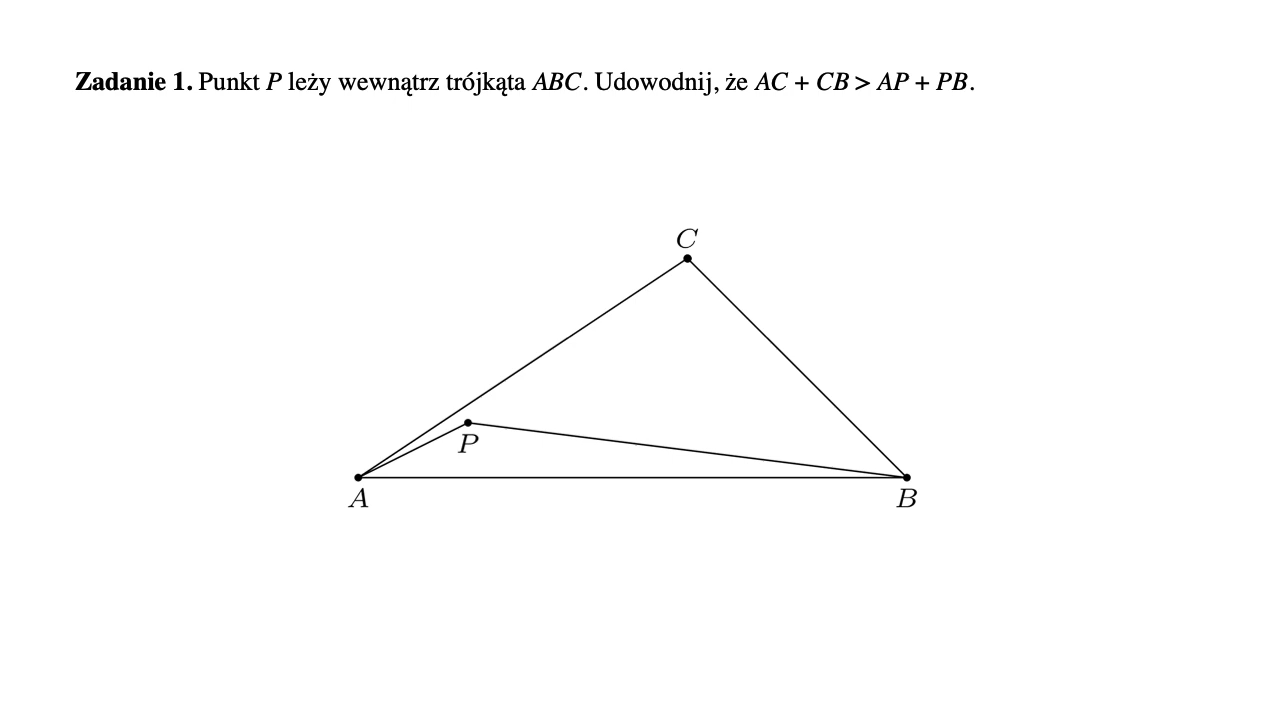 Zadanie 1. Punkt P leży wewnątrz trójkąta ABC. Udowodnij, że AC + CB > AP + PB.
C
P
A
B